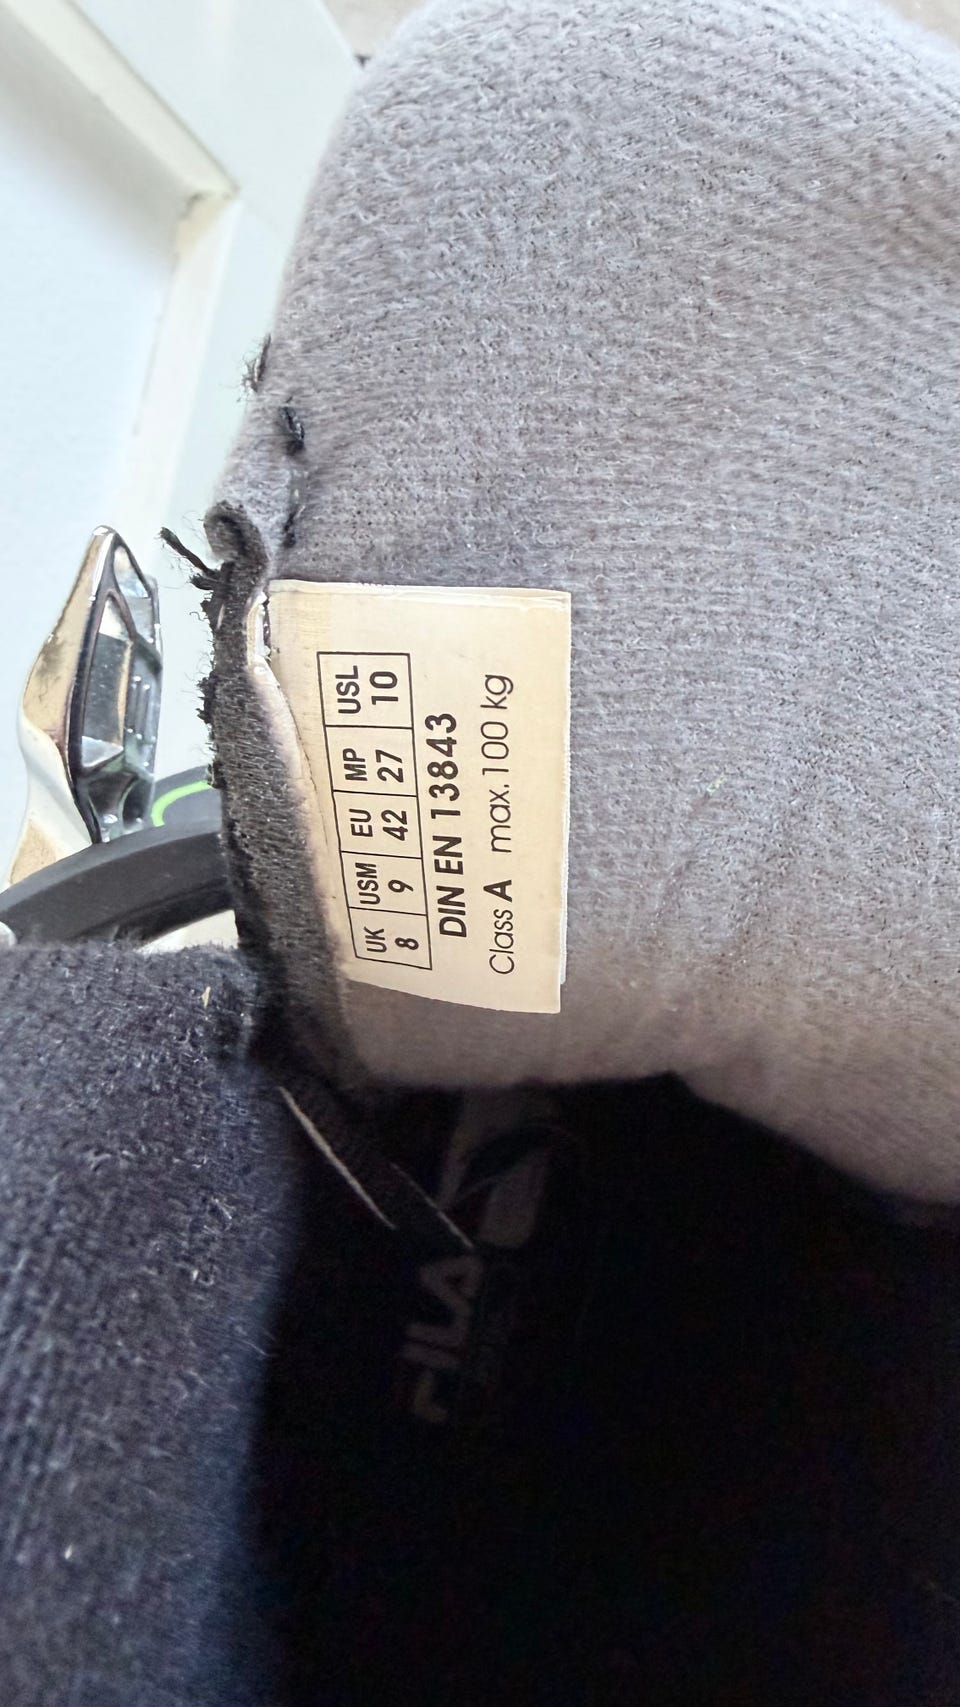 UK USM EU MP USL
8 9 42 27 10
DIN EN 13843
Class A max. 100 kg
FILA